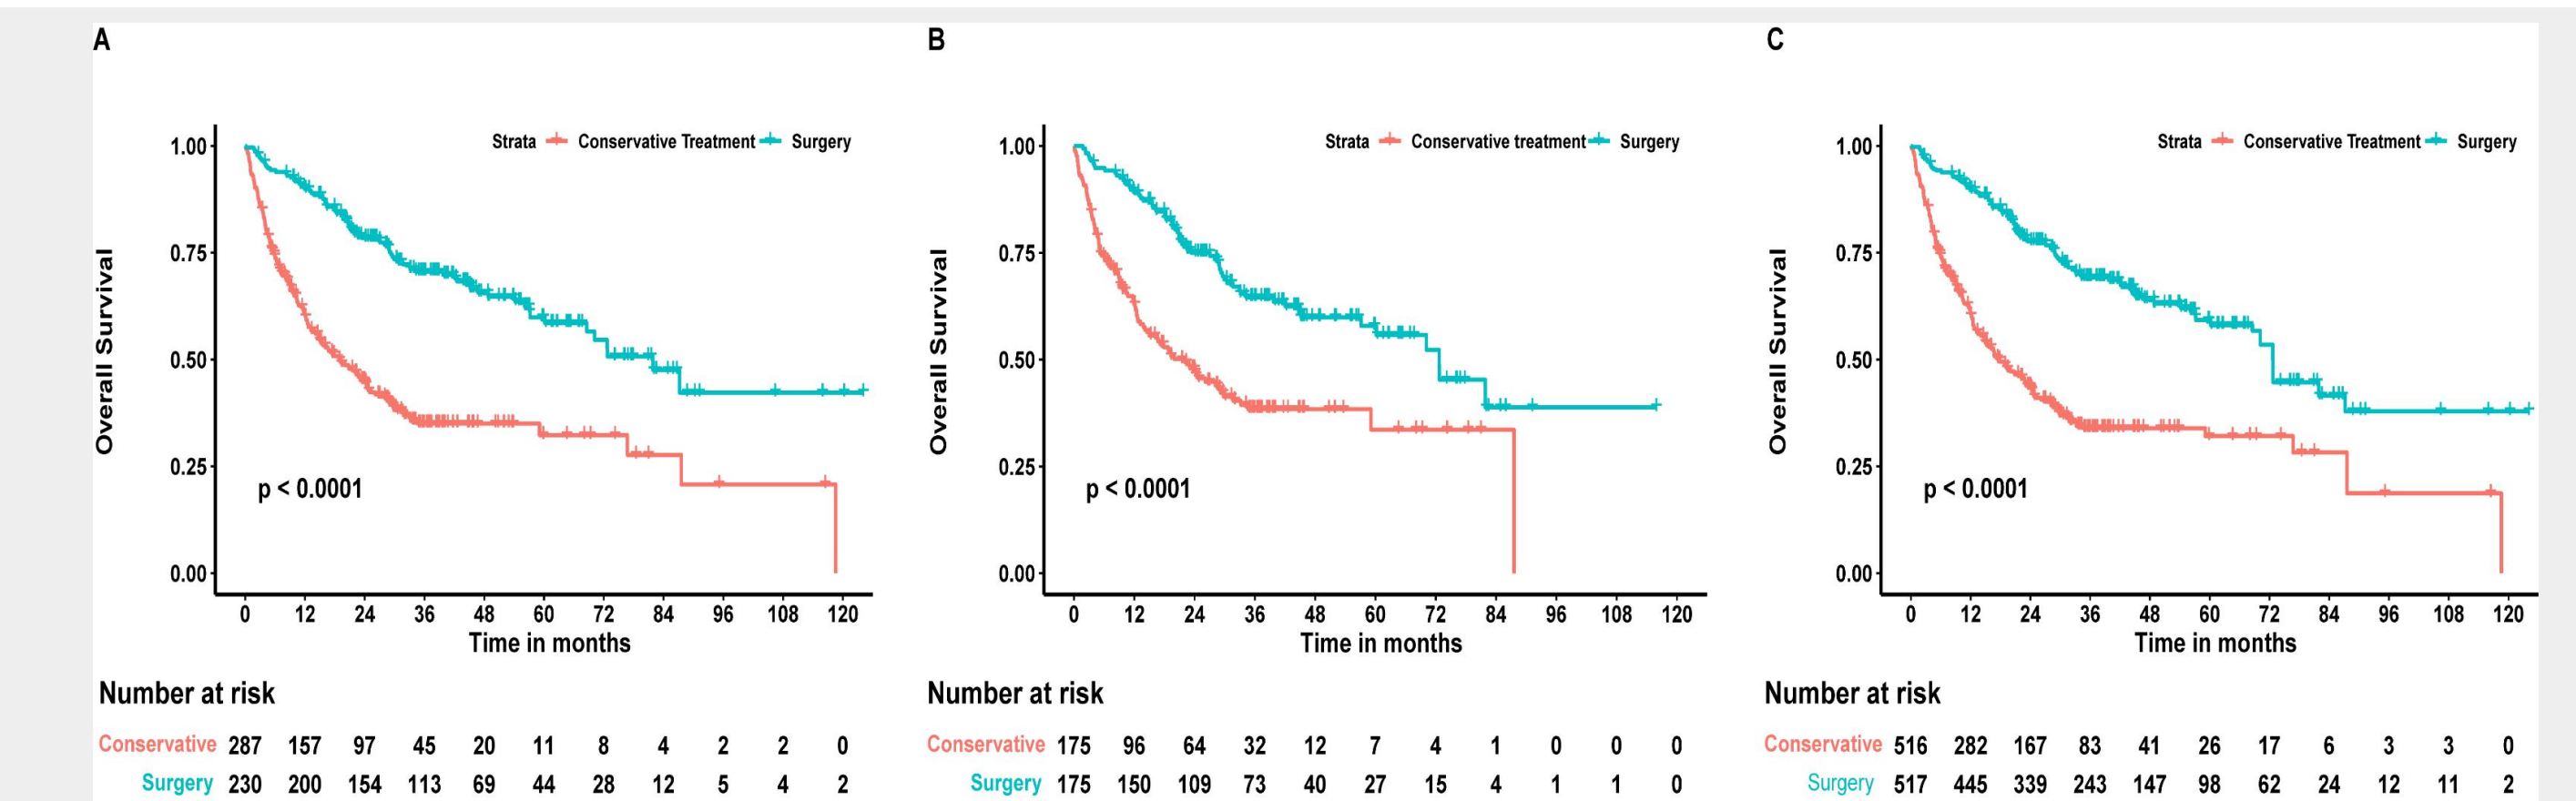 A
Strata Conservative Treatment Surgery
1.00
0.75
0.50
0.25
0.00
Overall Survival
p < 0.0001
0 12 24 36 48 60 72 84 96 108 120
Time in months
Number at risk
Conservative 287 157 97 45 20 11 8 4 2 2 0
Surgery 230 200 154 113 69 44 28 12 5 4 2
B
Strata Conservative treatment Surgery
1.00
0.75
0.50
0.25
0.00
Overall Survival
p < 0.0001
0 12 24 36 48 60 72 84 96 108 120
Time in months
Number at risk
Conservative 175 96 64 32 12 7 4 1 0 0 0
Surgery 175 150 109 73 40 27 15 4 1 1 0
C
Strata Conservative Treatment Surgery
1.00
0.75
0.50
0.25
0.00
Overall Survival
p < 0.0001
0 12 24 36 48 60 72 84 96 108 120
Time in months
Number at risk
Conservative 516 282 167 83 41 26 17 6 3 3 0
Surgery 517 445 339 243 147 98 62 24 12 11 2